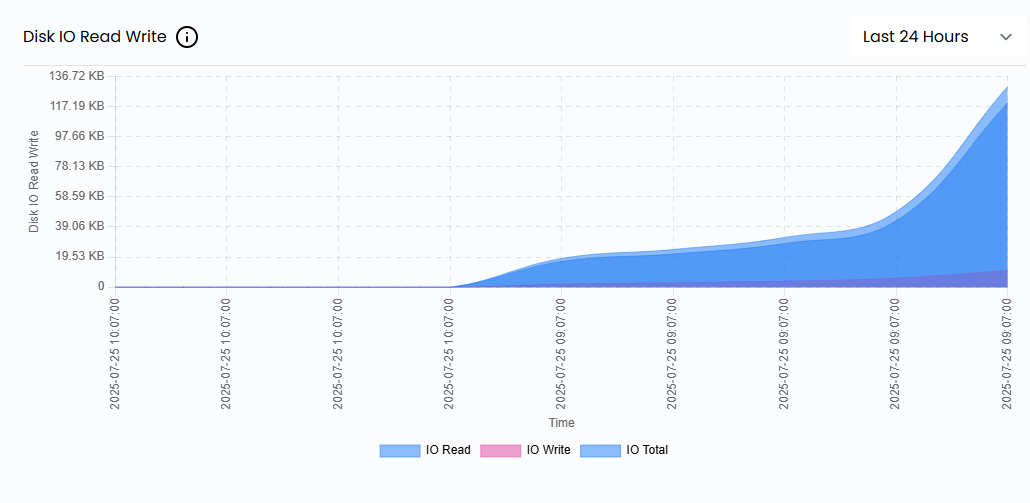 Disk IO Read Write
Last 24 Hours
136.72 KB
117.19 KB
97.66 KB
78.13 KB
58.59 KB
39.06 KB
19.53 KB
0
Disk IO Read Write
2025-07-25 10:07:00
2025-07-25 10:07:00
2025-07-25 10:07:00
2025-07-25 10:07:00
2025-07-25 09:07:00
2025-07-25 09:07:00
2025-07-25 09:07:00
2025-07-25 09:07:00
2025-07-25 09:07:00
Time
IO Read IO Write IO Total